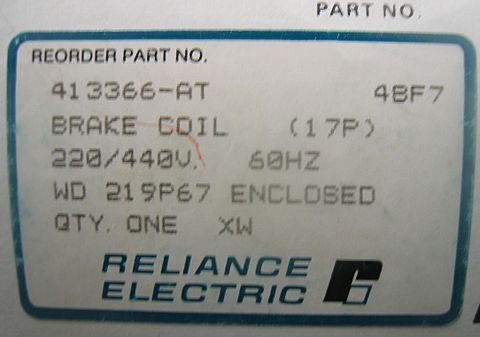 PART NO.
REORDER PART NO.
413366-AT 48F7
BRAKE COIL (17P)
220/440V. 60HZ
WD 219P67 ENCLOSED
QTY. ONE XW
RELIANCE
ELECTRIC